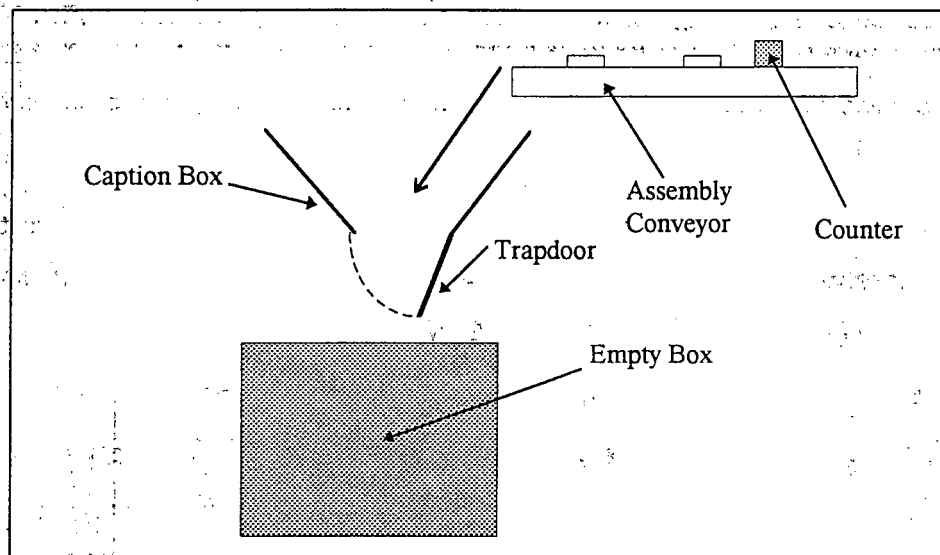 Caption Box
Assembly
Conveyor
Counter
Trapdoor
Empty Box